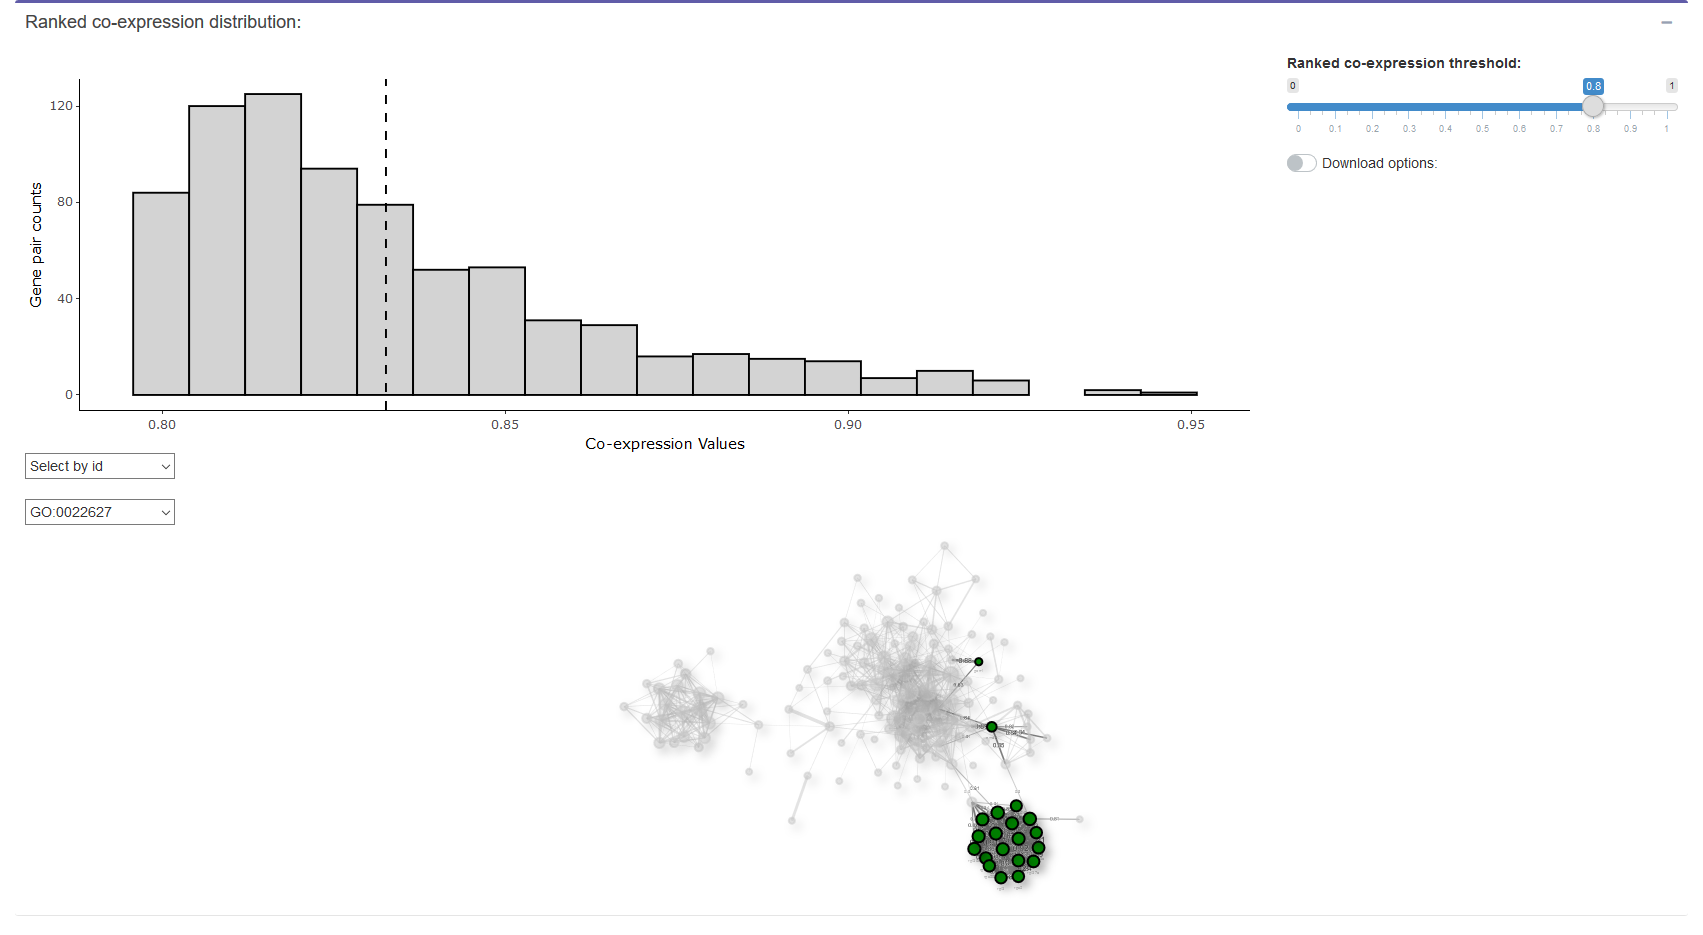 Ranked co-expression distribution:
Ranked co-expression threshold:
0 0.8 1
0 0.1 0.2 0.3 0.4 0.5 0.6 0.7 0.8 0.9 1
Download options:
Gene pair counts
120
80
40
0
0.80 0.85 0.90 0.95
Co-expression Values
Select by id
GO:0022627